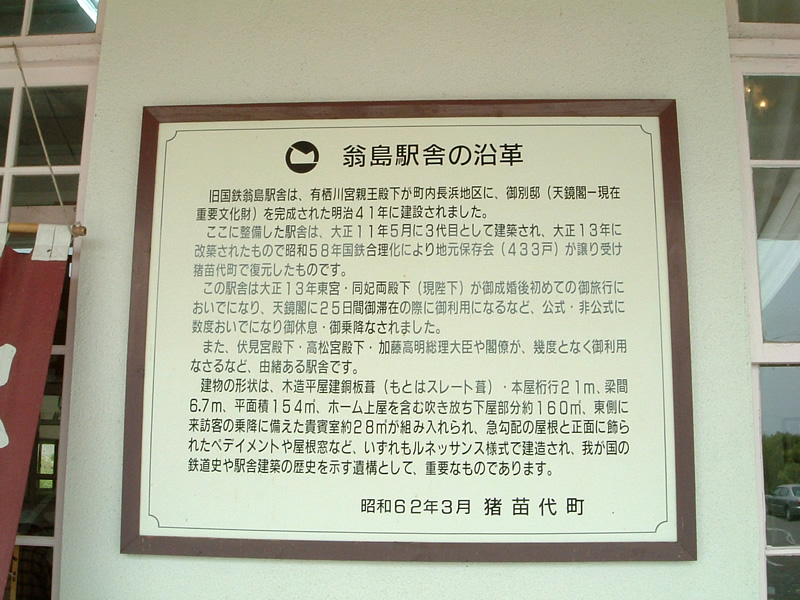 翁島駅舎の沿革
旧国鉄翁島駅舎は、有栖川宮親王殿下が町内長浜地区に、御別邸（天鏡閣ー現在
重要文化財）を完成された明治４１年に建設されました。
ここに整備した駅舎は、大正１１年５月に３代目として建築され、大正１３年に
改築されたもので昭和５８年国鉄合理化により地元保存会（４３３戸）が譲り受け
猪苗代町で復元したものです。
この駅舎は大正１３年東宮・同妃両殿下（現陛下）が御成婚後初めての御旅行に
おいでになり、天鏡閣に２５日間御滞在の際に御利用になるなど、公式・非公式に
数度おいでになり御休息・御乗降なされました。
また、伏見宮殿下・高松宮殿下・加藤高明総理大臣や閣僚が、幾度となく御利用
なさるなど、由緒ある駅舎です。
建物の形状は、木造平屋建銅板葺（もとはスレート葺）・本屋桁行２１ｍ、梁間
6.7ｍ、平面積１５４㎡、ホーム上屋を含む吹き放ち下屋部分約１６０㎡、東側に
来訪客の乗降に備えた貴賓室約２８㎡が組み入れられ、急勾配の屋根と正面に飾ら
れたペデイメントや屋根窓など、いずれもルネッサンス様式で建造され、我が国の
鉄道史や駅舎建築の歴史を示す遺構として、重要なものであります。
昭和６２年３月 猪苗代町